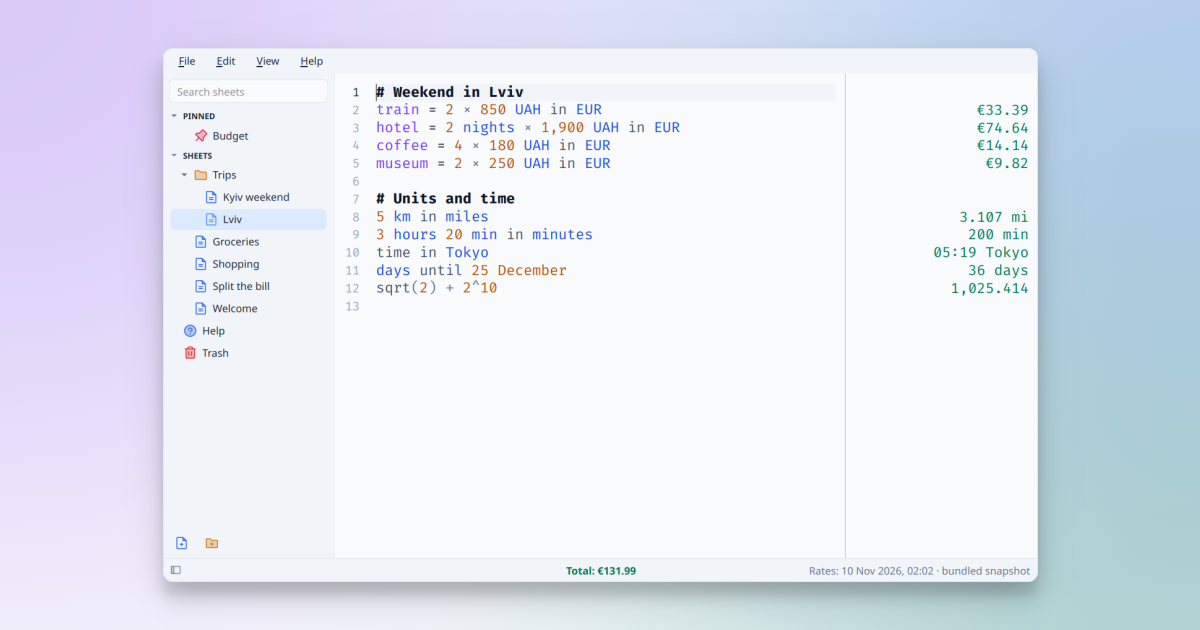 File Edit View Help
Search sheets
PINNED
Budget
SHEETS
Trips
Kyiv weekend
Lviv
Groceries
Shopping
Split the bill
Welcome
Help
Trash
1 # Weekend in Lviv
2 train = 2 × 850 UAH in EUR €33.39
3 hotel = 2 nights × 1,900 UAH in EUR €74.64
4 coffee = 4 × 180 UAH in EUR €14.14
5 museum = 2 × 250 UAH in EUR €9.82
6
7 # Units and time
8 5 km in miles 3.107 mi
9 3 hours 20 min in minutes 200 min
10 time in Tokyo 05:19 Tokyo
11 days until 25 December 36 days
12 sqrt(2) + 2^10 1,025.414
13
Total: €131.99
Rates: 10 Nov 2026, 02:02 · bundled snapshot